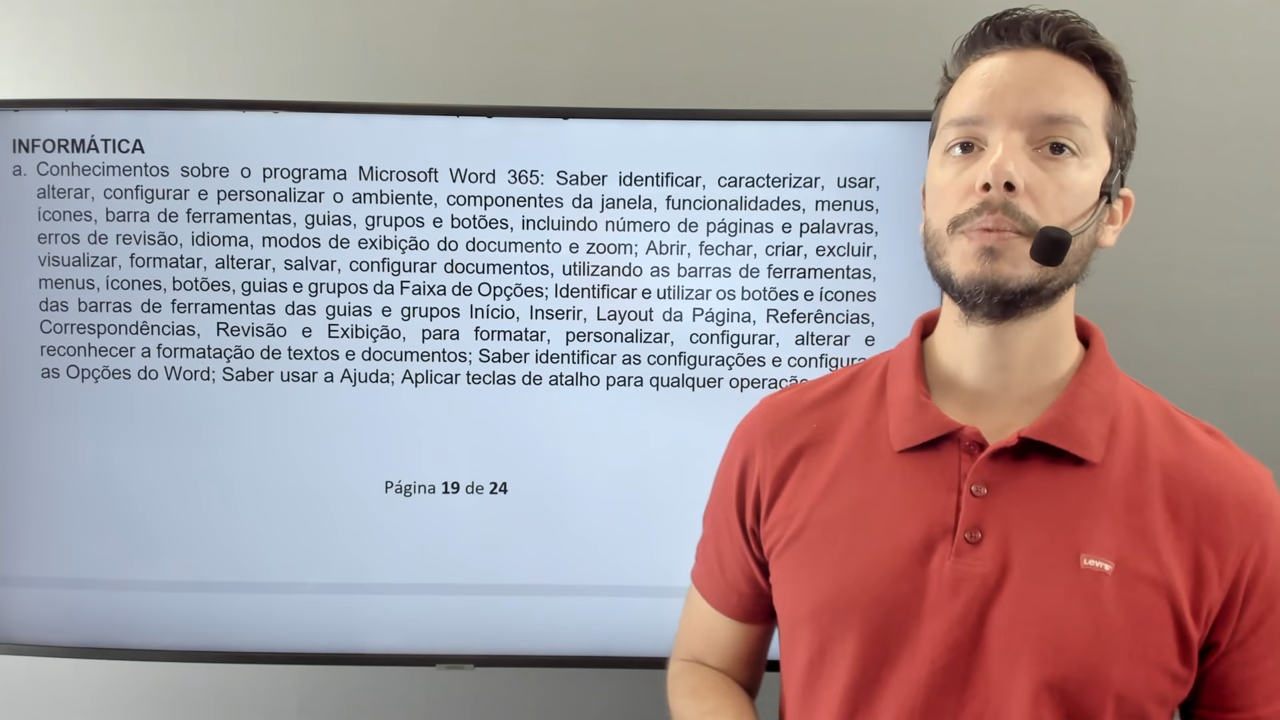 INFORMÁTICA
a. Conhecimentos sobre o programa Microsoft Word 365: Saber identificar, caracterizar, usar,
alterar, configurar e personalizar o ambiente, componentes da janela, funcionalidades, menus,
ícones, barra de ferramentas, guias, grupos e botões, incluindo número de páginas e palavras,
erros de revisão, idioma, modos de exibição do documento e zoom; Abrir, fechar, criar, excluir,
visualizar, formatar, alterar, salvar, configurar documentos, utilizando as barras de ferramentas,
menus, ícones, botões, guias e grupos da Faixa de Opções; Identificar e utilizar os botões e ícones
das barras de ferramentas das guias e grupos Início, Inserir, Layout da Página, Referências,
Correspondências, Revisão e Exibição, para formatar, personalizar, configurar, alterar e
reconhecer a formatação de textos e documentos; Saber identificar as configurações e
as Opções do Word; Saber usar a Ajuda; Aplicar teclas de atalho para qualquer
Página 19 de 24
Levi's